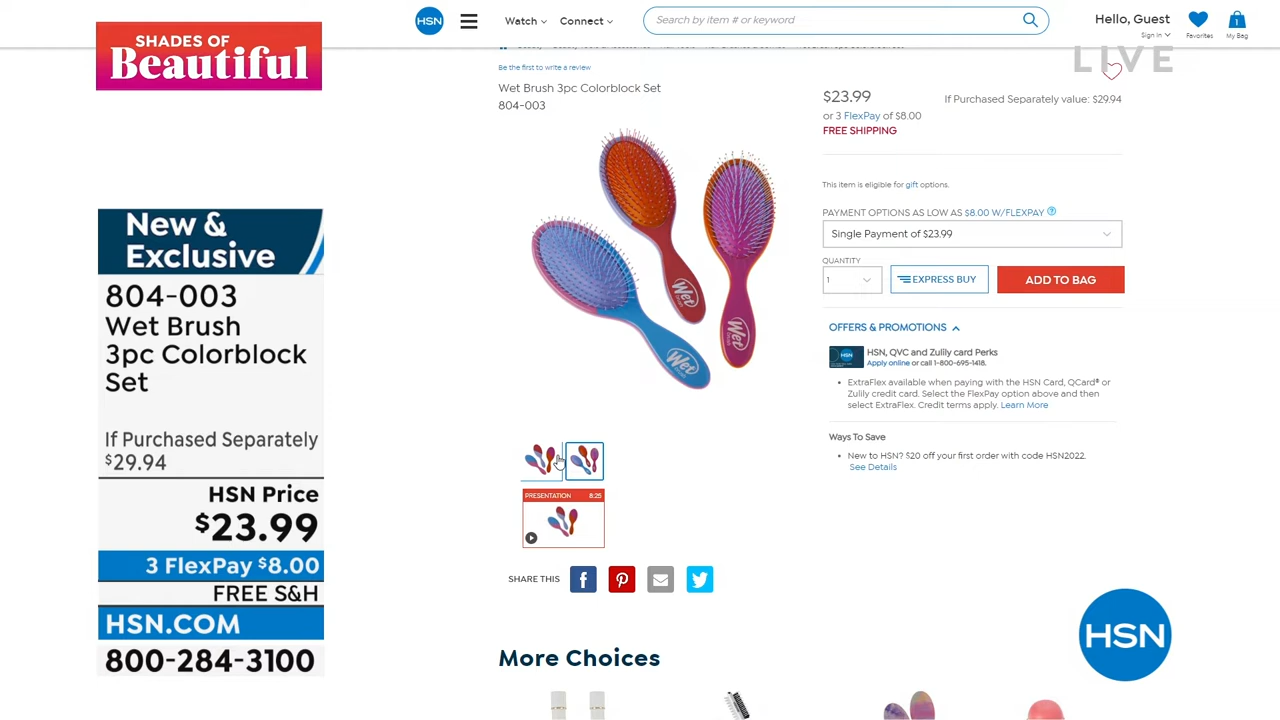 SHADES OF
Beautiful
New &
Exclusive
804-003
Wet Brush
3pc Colorblock
Set
If Purchased Separately
$29.94
HSN Price
$23.99
3 FlexPay $8.00
FREE S&H
HSN.COM
800-284-3100
HSN
Watch
Connect
Search by item # or keyword
Hello, Guest
Sign in
Favorites
1
My Bag
LIVE
Be the first to write a review
Wet Brush 3pc Colorblock Set
804-003
Wet
Wet
Wet
PRESENTATION 8:25
SHARE THIS
$23.99
If Purchased Separately value: $29.94
or 3 FlexPay of $8.00
FREE SHIPPING
This item is eligible for gift options.
PAYMENT OPTIONS AS LOW AS $8.00 W/FLEXPAY ?
Single Payment of $23.99
QUANTITY
1
EXPRESS BUY
ADD TO BAG
OFFERS & PROMOTIONS
HSN
HSN, QVC and Zulily card Perks
Apply online or call 1-800-695-1418.
ExtraFlex available when paying with the HSN Card, QCard® or
Zulily credit card. Select the FlexPay option above and then
select ExtraFlex. Credit terms apply. Learn More
Ways To Save
New to HSN? $20 off your first order with code HSN2022.
See Details
More Choices
HSN